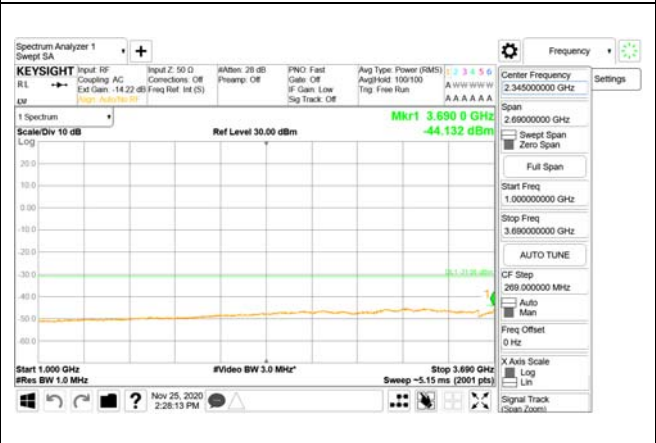 Spectrum Analyzer 1
Swept SA
+
Frequency
KEYSIGHT
RL
Input: RF
Coupling: AC
Ext Gain: -14.22 dB
Align: Auto/No RF
Input Z: 50 Ω
Corrections: Off
Freq Ref: Int (S)
#Atten: 28 dB
Preamp: Off
PNO: Fast
Gate: Off
IF Gain: Low
Sig Track: Off
Avg Type: Power (RMS)
Avg|Hold: 100/100
Trig: Free Run
1 2 3 4 5 6
A W W W W W
A A A A A A
1 Spectrum
Scale/Div 10 dB
Log
Ref Level 30.00 dBm
Mkr1 3.690 0 GHz
-44.132 dBm
20.0
10.0
0.00
-10.0
-20.0
-30.0
-40.0
-50.0
-60.0
1
Start 1.000 GHz
#Res BW 1.0 MHz
#Video BW 3.0 MHz*
Stop 3.690 GHz
Sweep ~5.15 ms (2001 pts)
Nov 25, 2020
2:28:13 PM
?
Center Frequency
2.345000000 GHz
Settings
Span
2.69000000 GHz
Swept Span
Zero Span
Full Span
Start Freq
1.000000000 GHz
Stop Freq
3.690000000 GHz
AUTO TUNE
CF Step
269.000000 MHz
Auto
Man
Freq Offset
0 Hz
X Axis Scale
Log
Lin
Signal Track
(Span Zoom)